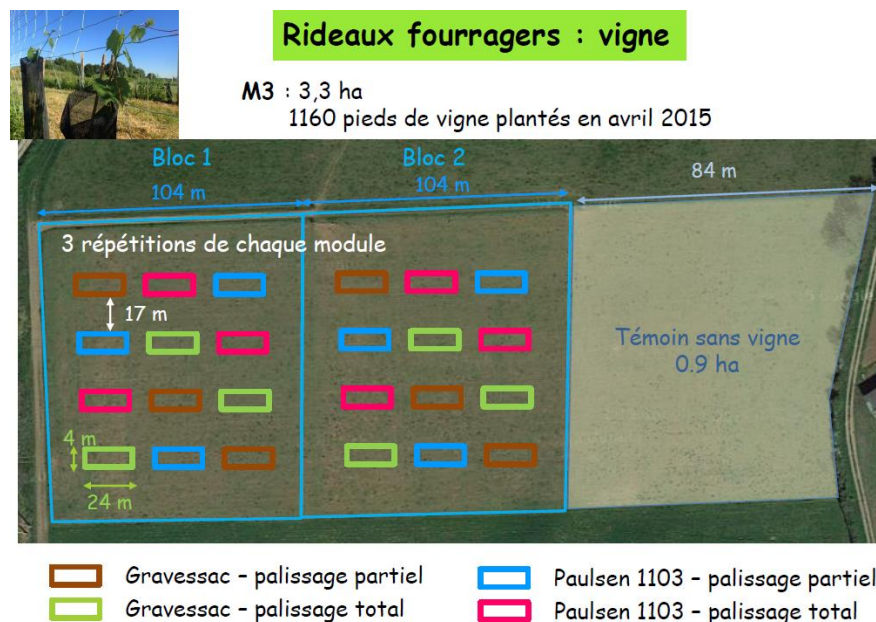 Rideaux fourragers : vigne
M3 : 3,3 ha
1160 pieds de vigne plantés en avril 2015
Bloc 1
Bloc 2
104 m
104 m
84 m
3 répétitions de chaque module
17 m
Témoin sans vigne
0.9 ha
4 m
24 m
Gravessac – palissage partiel
Paulsen 1103 – palissage partiel
Gravessac – palissage total
Paulsen 1103 – palissage total